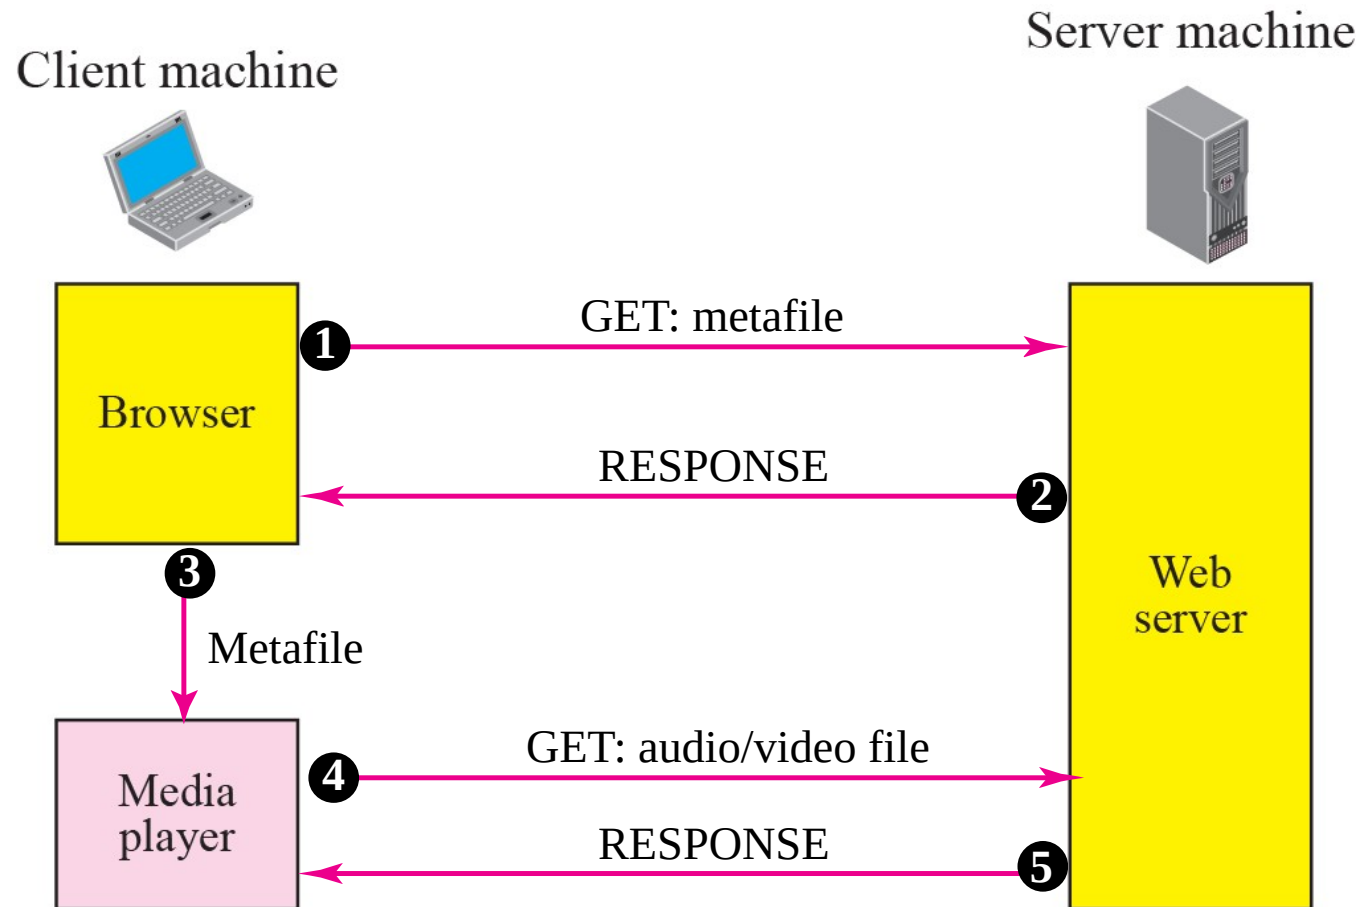 Client machine
Server machine
1
GET: metafile
Browser
RESPONSE
2
3
Web
server
Metafile
GET: audio/video file
4
Media
player
RESPONSE
5